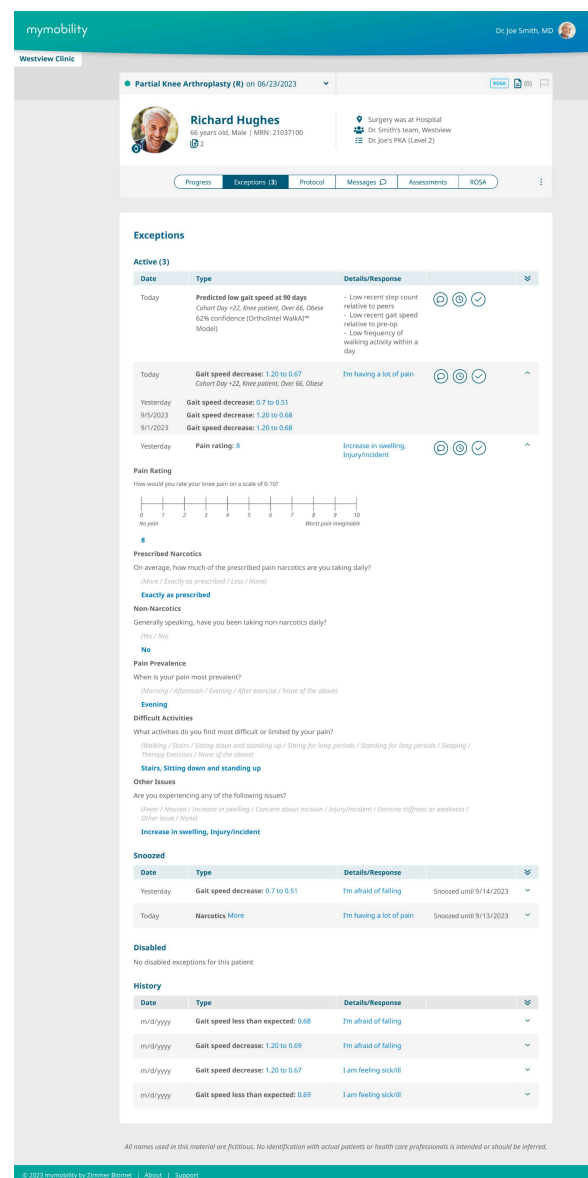 mymobility
Dr. Joe Smith, MD
Westview Clinic
Partial Knee Arthroplasty (R) on 06/23/2023
ROSA
(0)
Richard Hughes
66 years old, Male | MRN: 21037100
2
Surgery was at Hospital
Dr. Smith's team, Westview
Dr. Joe's PKA (Level 2)
Progress
Exceptions (3)
Protocol
Messages
Assessments
ROSA
Exceptions
Active (3)
Date Type Details/Response
Today
Predicted low gait speed at 90 days
Cohort Day +22, Knee patient, Over 66, Obese
62% confidence (OrthoIntel WalkAI™
Model)
- Low recent step count
relative to peers
- Low recent gait speed
relative to pre-op
- Low frequency of
walking activity within a
day
Today Gait speed decrease: 1.20 to 0.67 I'm having a lot of pain
Cohort Day +22, Knee patient, Over 66, Obese
Yesterday Gait speed decrease: 0.7 to 0.51
9/5/2023 Gait speed decrease: 1.20 to 0.68
9/1/2023 Gait speed decrease: 1.20 to 0.68
Yesterday Pain rating: 8 Increase in swelling,
Injury/incident
Pain Rating
How would you rate your knee pain on a scale of 0-10?
0 1 2 3 4 5 6 7 8 9 10
No pain Worst pain imaginable
8
Prescribed Narcotics
On average, how much of the prescribed pain narcotics are you taking daily?
(More / Exactly as prescribed / Less / None)
Exactly as prescribed
Non-Narcotics
Generally speaking, have you been taking non-narcotics daily?
(Yes / No)
No
Pain Prevalence
When is your pain most prevalent?
(Morning / Afternoon / Evening / After exercise / None of the above)
Evening
Difficult Activities
What activities do you find most difficult or limited by your pain?
(Walking / Stairs / Sitting down and standing up / Sitting for long periods / Standing for long periods / Sleeping /
Therapy Exercises / None of the above)
Stairs, Sitting down and standing up
Other Issues
Are you experiencing any of the following issues?
(Fever / Nausea / Increase in swelling / Concern about incision / Injury/incident / Extreme stiffness or weakness /
Other issue / None)
Increase in swelling, Injury/incident
Snoozed
Date Type Details/Response
Yesterday Gait speed decrease: 0.7 to 0.51 I'm afraid of falling Snoozed until 9/14/2023
Today Narcotics More I'm having a lot of pain Snoozed until 9/13/2023
Disabled
No disabled exceptions for this patient
History
Date Type Details/Response
m/d/yyyy Gait speed less than expected: 0.68 I'm afraid of falling
m/d/yyyy Gait speed decrease: 1.20 to 0.69 I'm afraid of falling
m/d/yyyy Gait speed decrease: 1.20 to 0.67 I am feeling sick/ill
m/d/yyyy Gait speed less than expected: 0.69 I am feeling sick/ill
All names used in this material are fictitious. No identification with actual patients or health care professionals is intended or should be inferred.
© 2023 mymobility by Zimmer Biomet | About | Support